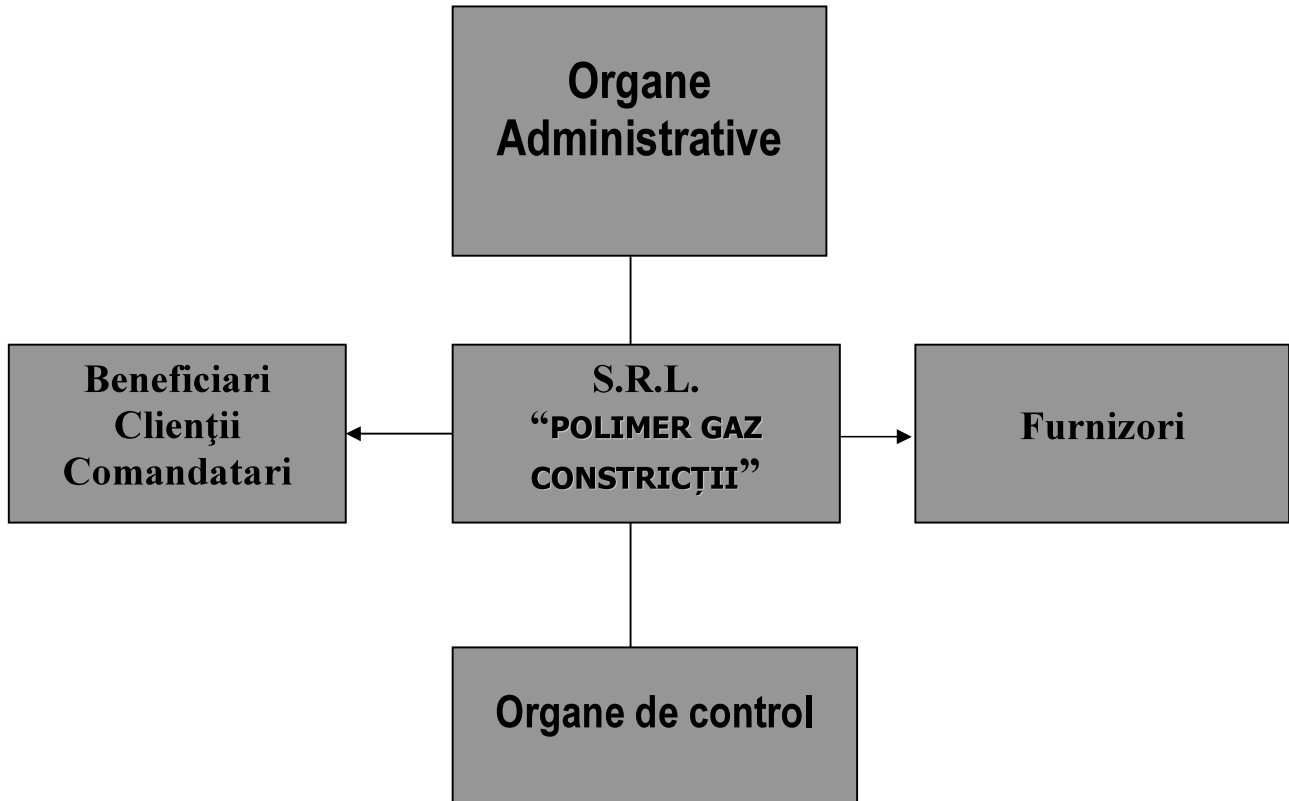 Organe
Administrative
Beneficiari
Clienţii
Comandatari
S.R.L.
“POLIMER GAZ
CONSTRICȚII”
Furnizori
Organe de control